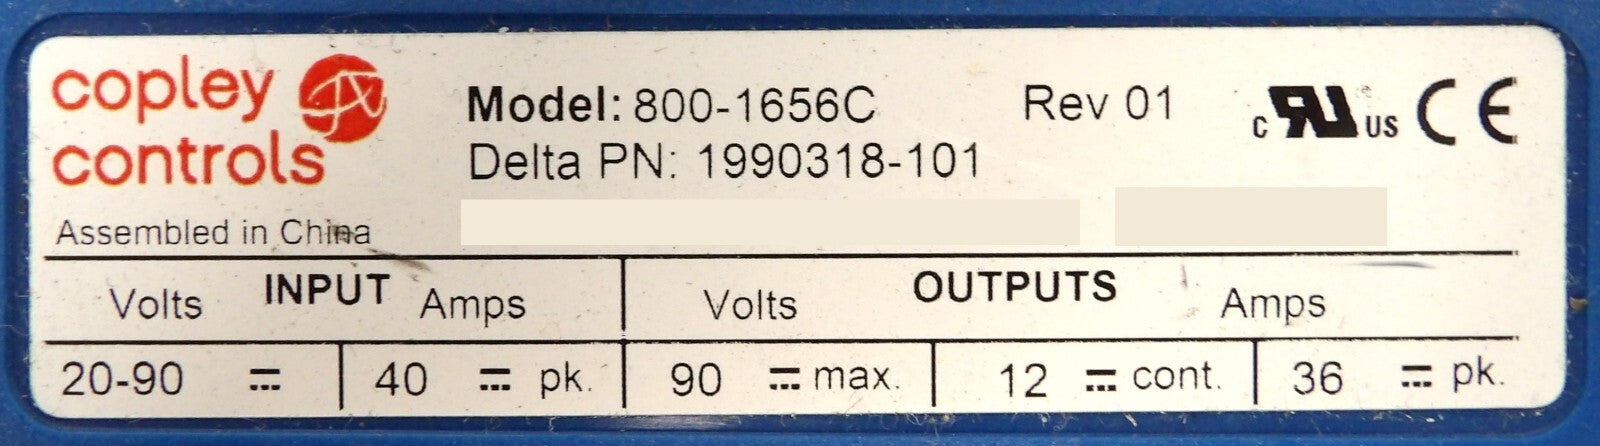 copley
controls
Model: 800-1656C Rev 01
Delta PN: 1990318-101
c RU US CE
Assembled in China
INPUT OUTPUTS
Volts Amps Volts Amps
20-90 ⎓ 40 ⎓ pk. 90 ⎓ max. 12 ⎓ cont. 36 ⎓ pk.